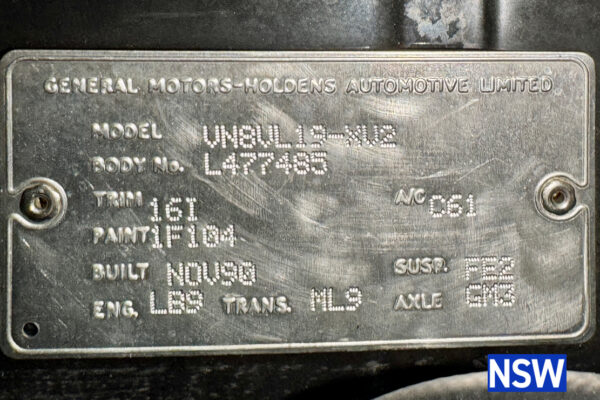 GENERAL MOTORS-HOLDENS AUTOMOTIVE LIMITED
MODEL VN8VL19-XV2
BODY No. L477485
TRIM 16I A/C C61
PAINT 1F104
BUILT NOV90 SUSP. FE2
ENG. LB9 TRANS. ML9 AXLE GM3
NSW